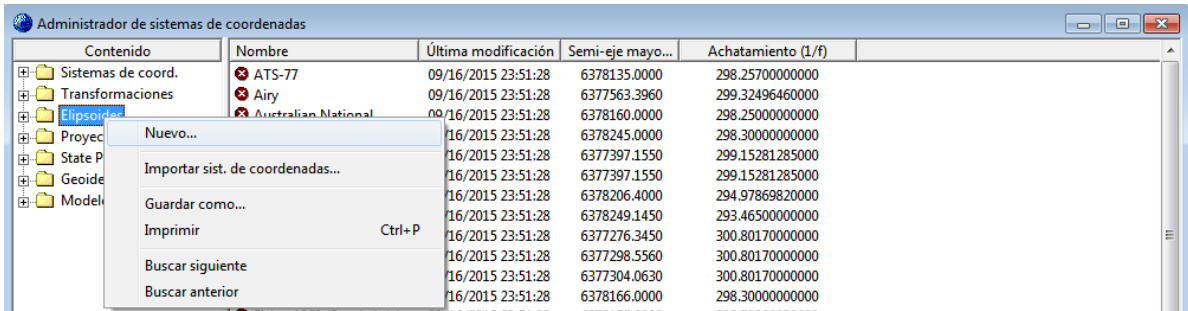 Administrador de sistemas de coordenadas
Contenido Nombre Última modificación Semi-eje mayo... Achatamiento (1/f)
Sistemas de coord. ATS-77 09/16/2015 23:51:28 6378135.0000 298.25700000000
Transformaciones Airy 09/16/2015 23:51:28 6377563.3960 299.32496460000
Elipsoides Australian National 09/16/2015 23:51:28 6378160.0000 298.25000000000
Proyec Nuevo... /16/2015 23:51:28 6378245.0000 298.30000000000
State P /16/2015 23:51:28 6377397.1550 299.15281285000
Importar sist. de coordenadas...
Geoide /16/2015 23:51:28 6377397.1550 299.15281285000
Model Guardar como... /16/2015 23:51:28 6378206.4000 294.97869820000
/16/2015 23:51:28 6378249.1450 293.46500000000
Imprimir Ctrl+P /16/2015 23:51:28 6377276.3450 300.80170000000
/16/2015 23:51:28 6377298.5560 300.80170000000
Buscar siguiente /16/2015 23:51:28 6377304.0630 300.80170000000
Buscar anterior /16/2015 23:51:28 6378166.0000 298.30000000000